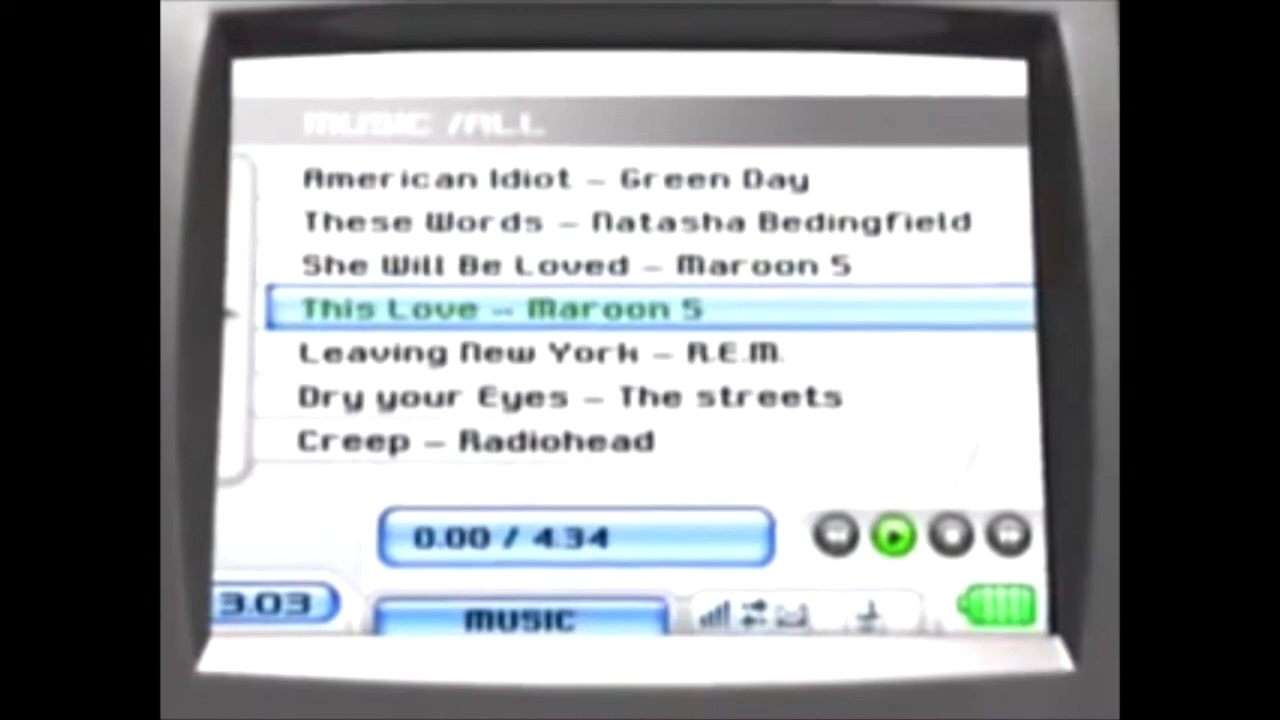 MUSIC /ALL
American Idiot – Green Day
These Words – Natasha Bedingfield
She Will Be Loved – Maroon 5
This Love – Maroon 5
Leaving New York – R.E.M.
Dry your Eyes – The streets
Creep – Radiohead
0.00 / 4.34
3.03
MUSIC